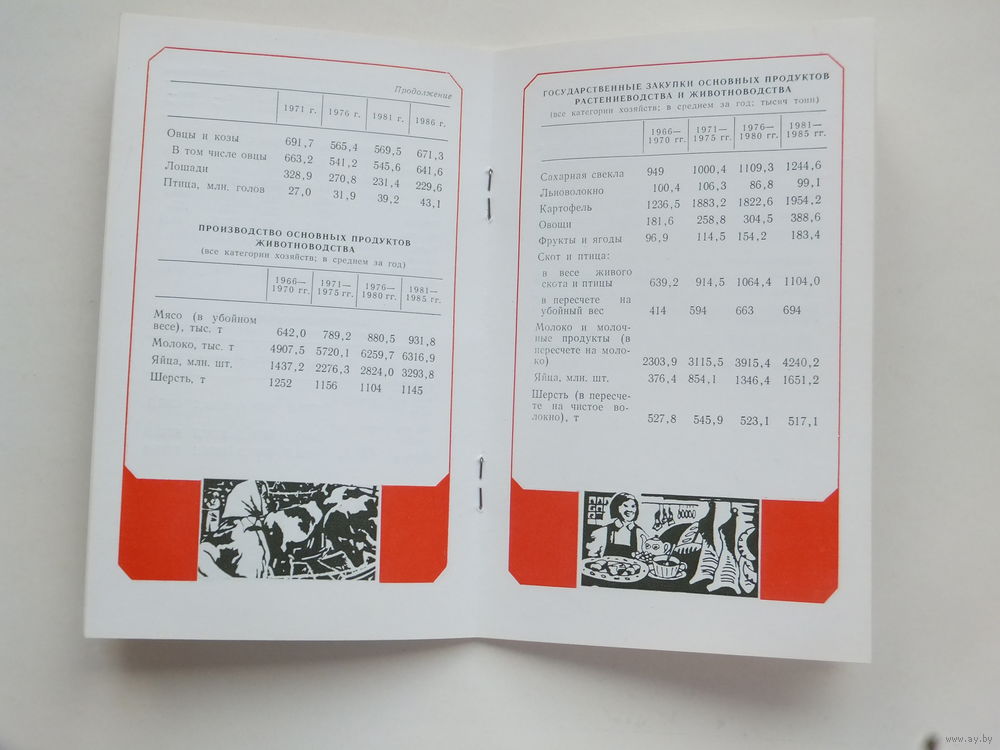 Продолжение
1971 г. 1976 г. 1981 г. 1986 г.
Овцы и козы 691,7 565,4 569,5 671,3
В том числе овцы 663,2 541,2 545,6 641,6
Лошади 328,9 270,8 231,4 229,6
Птица, млн. голов 27,0 31,9 39,2 43,1
ПРОИЗВОДСТВО ОСНОВНЫХ ПРОДУКТОВ
ЖИВОТНОВОДСТВА
(все категории хозяйств; в среднем за год)
1966— 1971— 1976— 1981—
1970 гг. 1975 гг. 1980 гг. 1985 гг.
Мясо (в убойном
весе), тыс. т 642,0 789,2 880,5 931,8
Молоко, тыс. т 4907,5 5720,1 6259,7 6316,9
Яйца, млн. шт. 1437,2 2276,3 2824,0 3293,8
Шерсть, т 1252 1156 1104 1145
ГОСУДАРСТВЕННЫЕ ЗАКУПКИ ОСНОВНЫХ ПРОДУКТОВ
РАСТЕНИЕВОДСТВА И ЖИВОТНОВОДСТВА
(все категории хозяйств; в среднем за год; тысяч тонн)
1966— 1971— 1976— 1981—
1970 гг. 1975 гг. 1980 гг. 1985 гг.
Сахарная свекла 949 1000,4 1109,3 1244,6
Льноволокно 100,4 106,3 86,8 99,1
Картофель 1236,5 1883,2 1822,6 1954,2
Овощи 181,6 258,8 304,5 388,6
Фрукты и ягоды 96,9 114,5 154,2 183,4
Скот и птица:
в весе живого
скота и птицы 639,2 914,5 1064,4 1104,0
в пересчете на
убойный вес 414 594 663 694
Молоко и молоч-
ные продукты (в
пересчете на моло-
ко) 2303,9 3115,5 3915,4 4240,2
Яйца, млн. шт. 376,4 854,1 1346,4 1651,2
Шерсть (в пересче-
те на чистое во-
локно), т 527,8 545,9 523,1 517,1
www.ay.by